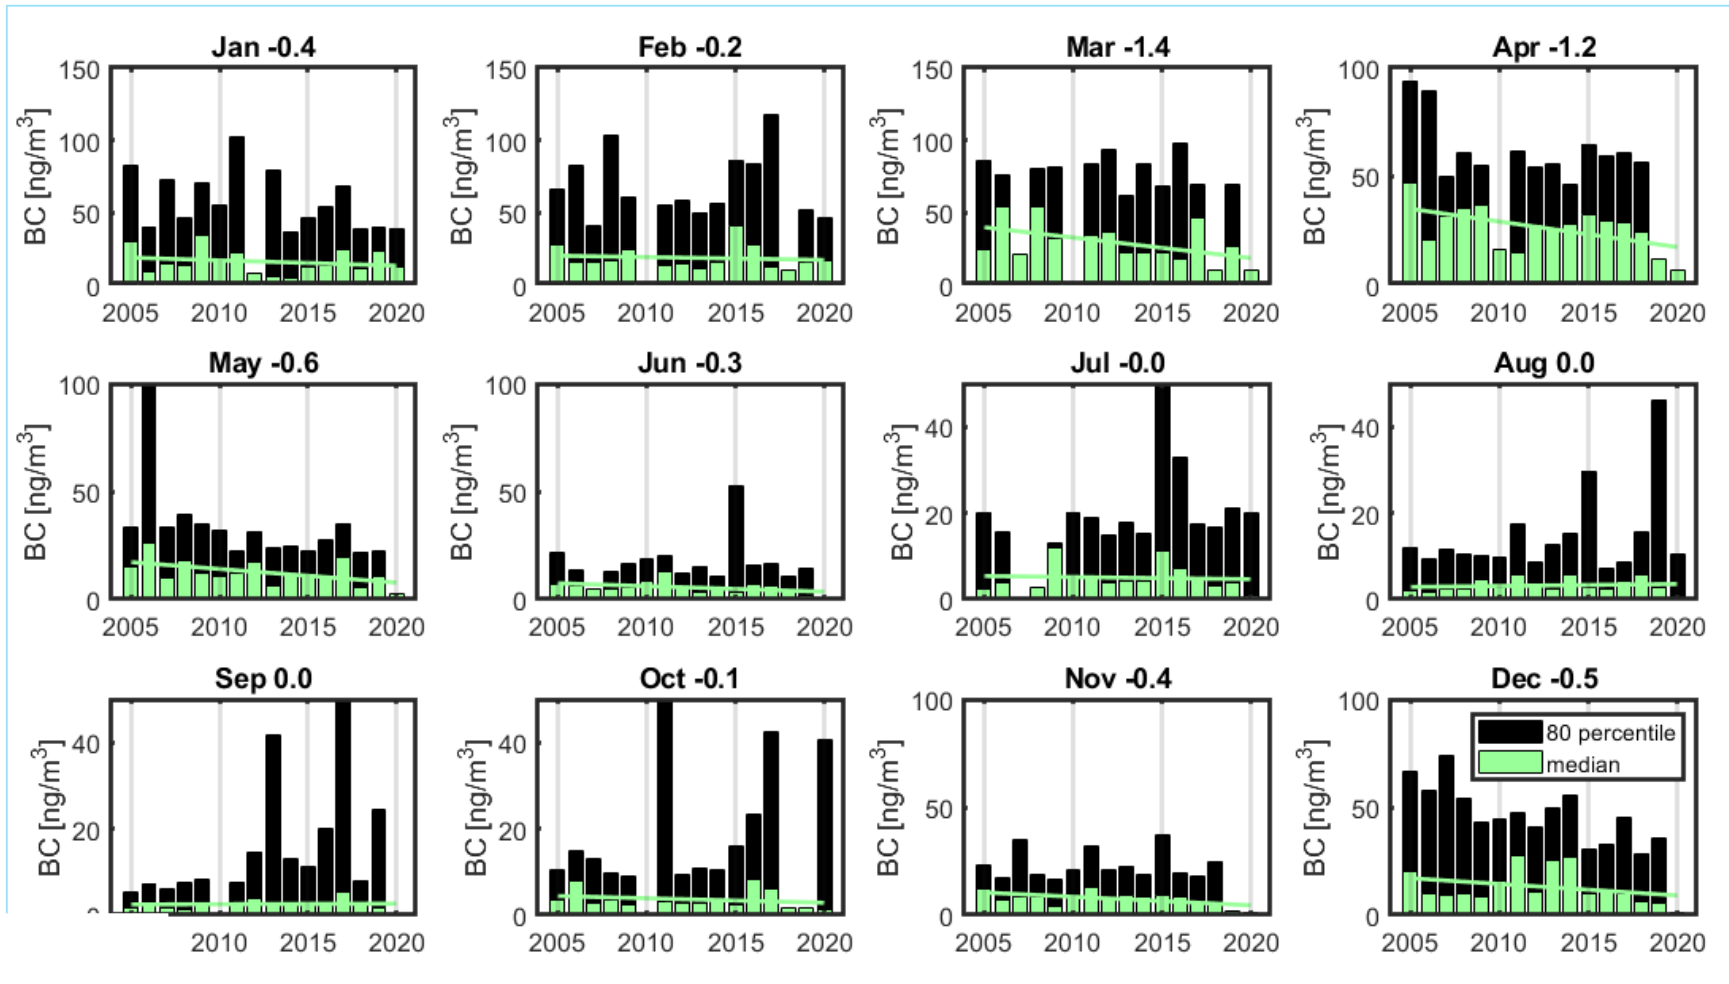 Jan -0.4
Feb -0.2
Mar -1.4
Apr -1.2
150
100
50
0
BC [ng/m³]
2005 2010 2015 2020
150
100
50
0
BC [ng/m³]
2005 2010 2015 2020
150
100
50
0
BC [ng/m³]
2005 2010 2015 2020
100
50
0
BC [ng/m³]
2005 2010 2015 2020
May -0.6
Jun -0.3
Jul -0.0
Aug 0.0
100
50
0
BC [ng/m³]
2005 2010 2015 2020
100
50
0
BC [ng/m³]
2005 2010 2015 2020
40
20
0
BC [ng/m³]
2005 2010 2015 2020
40
20
0
BC [ng/m³]
2005 2010 2015 2020
Sep 0.0
Oct -0.1
Nov -0.4
Dec -0.5
40
20
BC [ng/m³]
2010 2015 2020
40
20
0
BC [ng/m³]
2005 2010 2015 2020
100
50
0
BC [ng/m³]
2005 2010 2015 2020
100
50
0
BC [ng/m³]
2005 2010 2015 2020
80 percentile
median